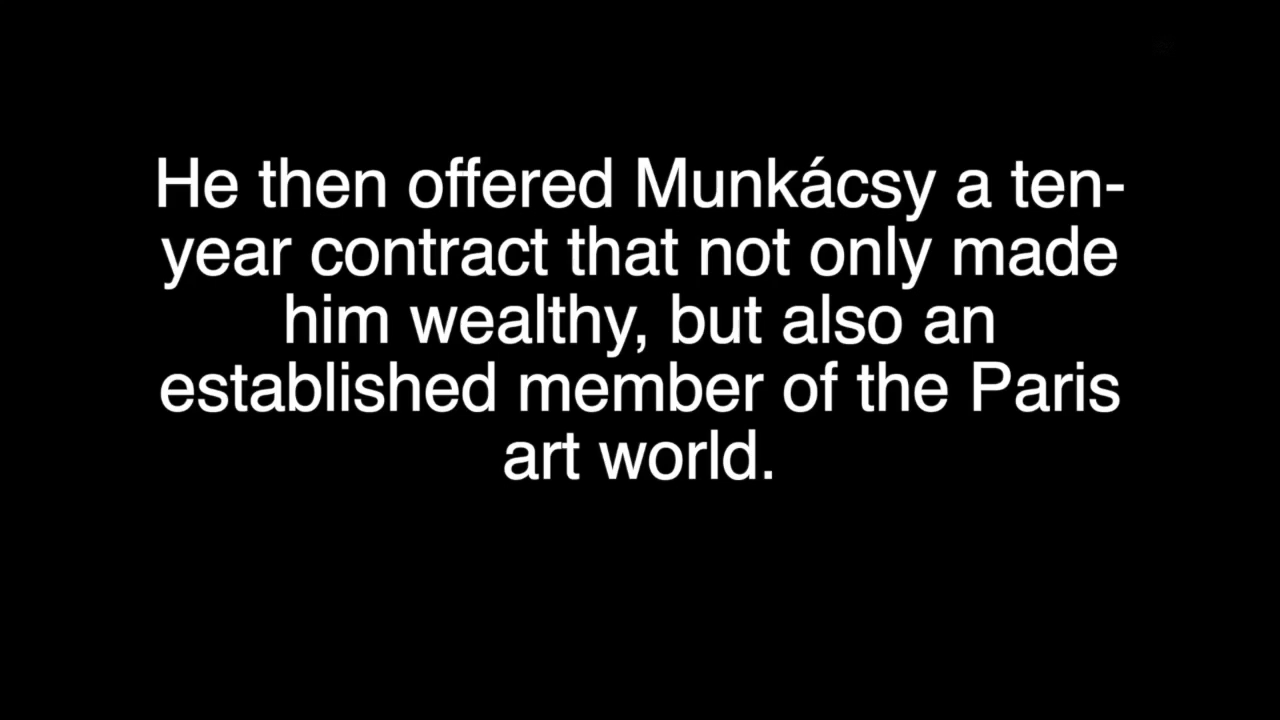 He then offered Munkácsy a ten-
year contract that not only made
him wealthy, but also an
established member of the Paris
art world.